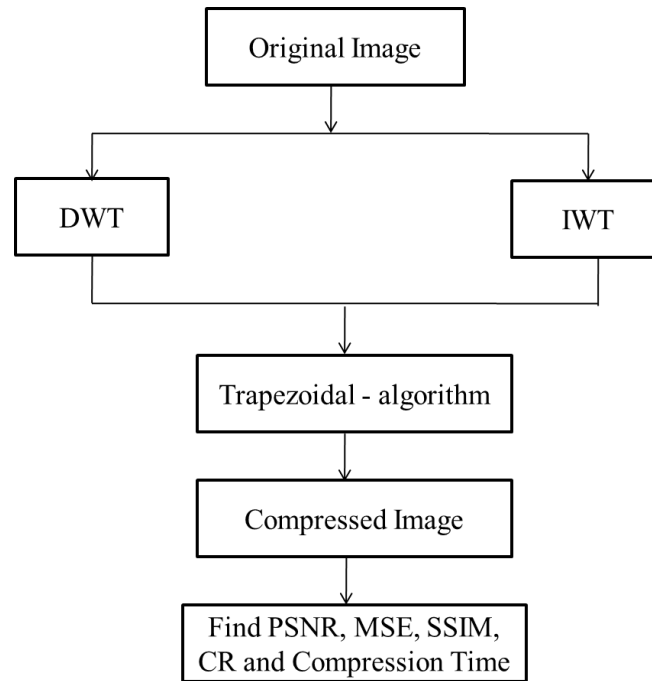 Original Image
DWT
IWT
Trapezoidal - algorithm
Compressed Image
Find PSNR, MSE, SSIM,
CR and Compression Time